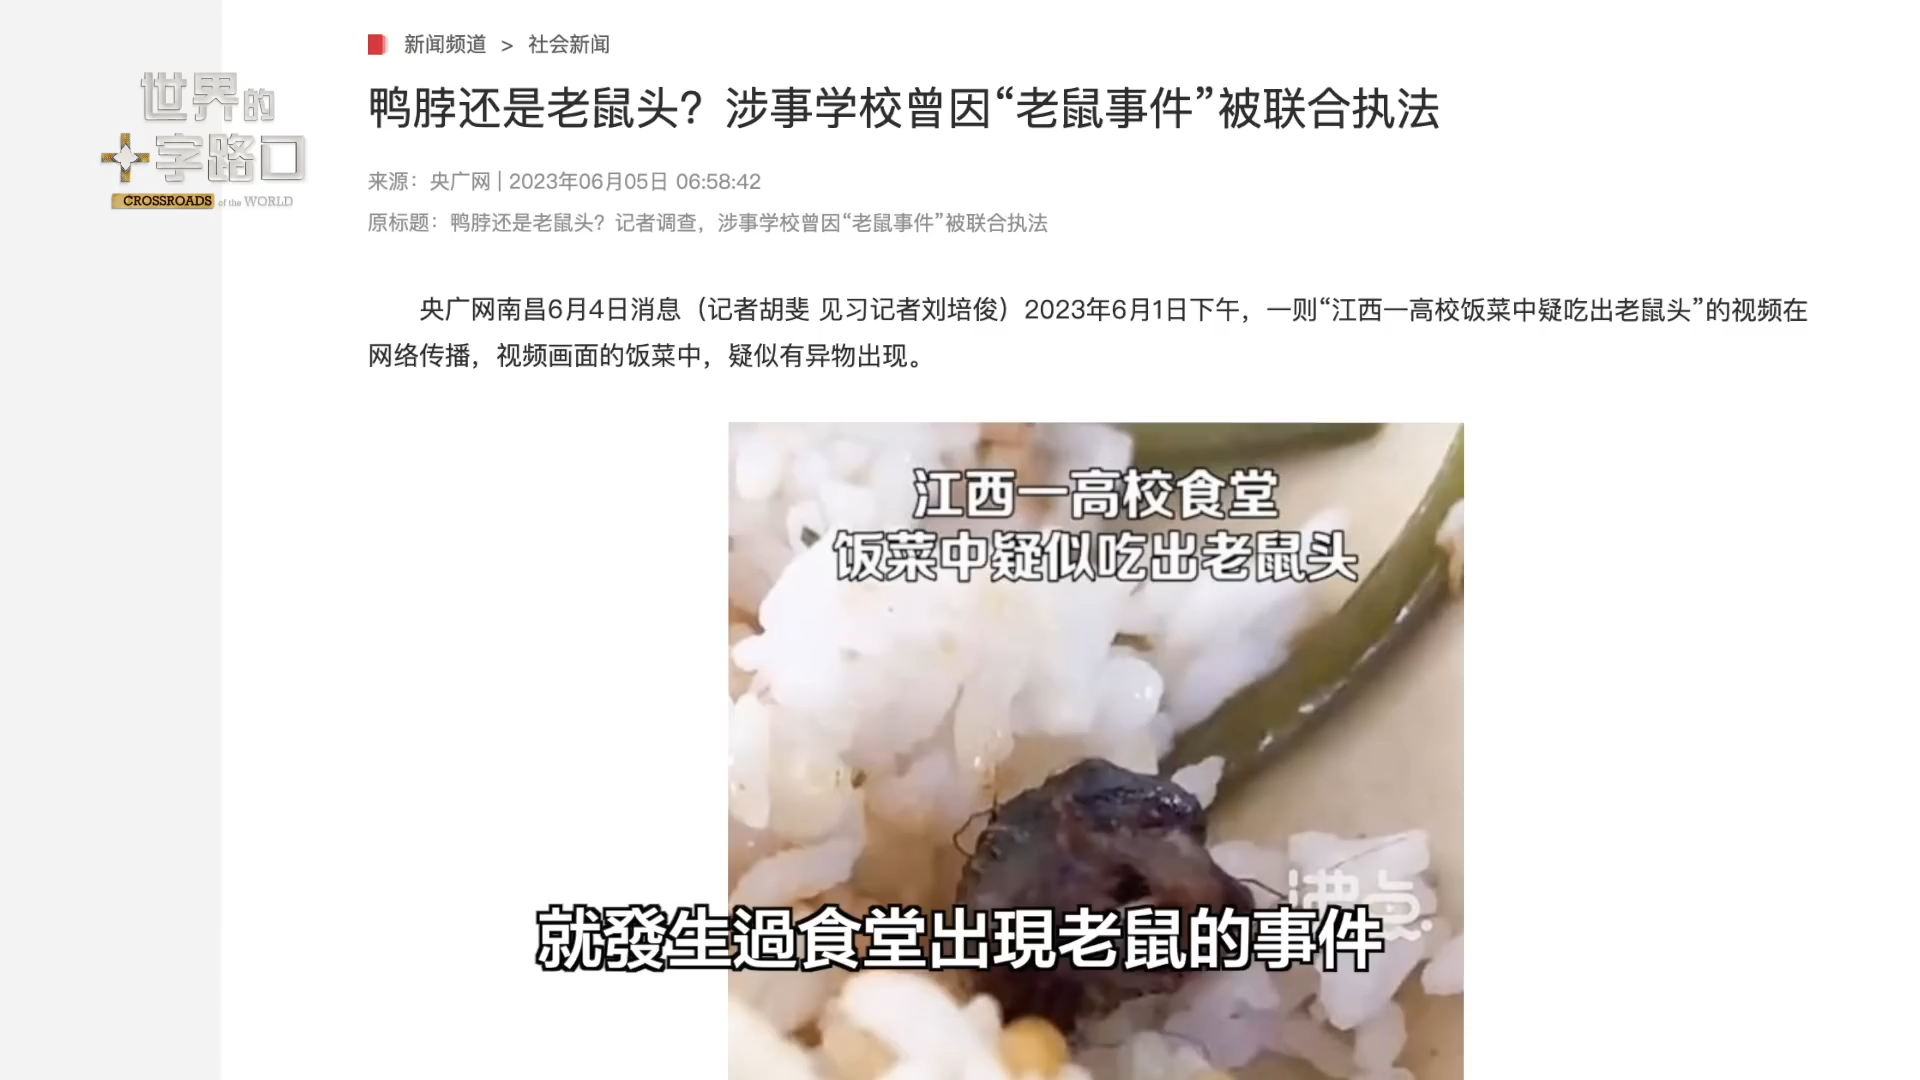 新闻频道 > 社会新闻
世界的
十字路口
CROSSROADS of the WORLD
鸭脖还是老鼠头？涉事学校曾因“老鼠事件”被联合执法
来源：央广网 | 2023年06月05日 06:58:42
原标题：鸭脖还是老鼠头？记者调查，涉事学校曾因“老鼠事件”被联合执法
央广网南昌6月4日消息（记者胡斐 见习记者刘培俊）2023年6月1日下午，一则“江西一高校饭菜中疑吃出老鼠头”的视频在
网络传播，视频画面的饭菜中，疑似有异物出现。
江西一高校食堂
饭菜中疑似吃出老鼠头
沸点
就發生過食堂出現老鼠的事件